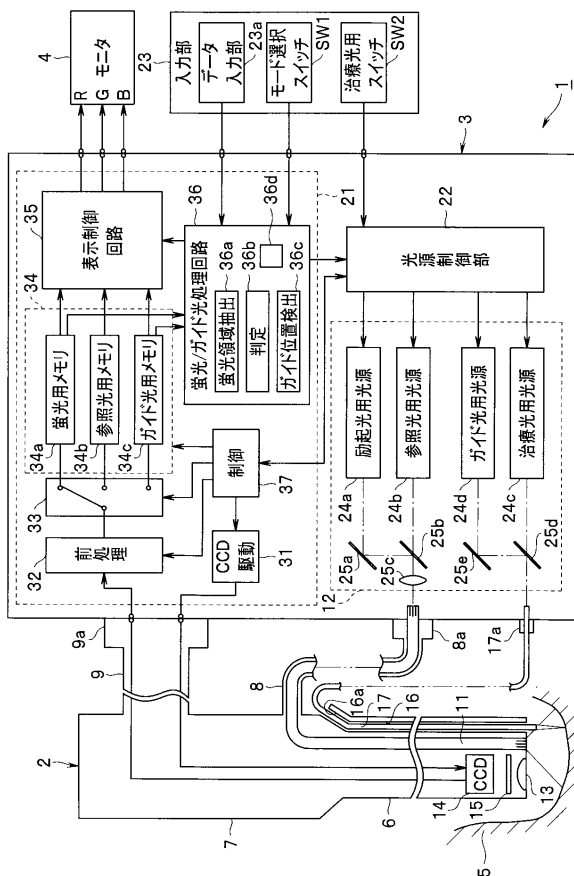 1
4
モニタ
R
G
B
23
入力部
データ
入力部
23a
モード選択
スイッチ
SW1
治療光用
スイッチ
SW2
3
21
35
表示制御
回路
34
蛍光用メモリ
34a
参照光用メモリ
34b
ガイド光用メモリ
34c
36
蛍光/ガイド光処理回路
36d
蛍光領域抽出
36a
判定
36b
ガイド位置検出
36c
22
光源
制御部
33
32
前処理
制御
37
CCD
駆動
31
励起光用光源
24a
参照光用光源
24b
ガイド光用光源
24d
治療光用光源
24c
25a
25b
25c
25e
25d
12
9a
9
8
8a
17a
16a
17
16
11
2
7
6
CCD
14
15
13
5